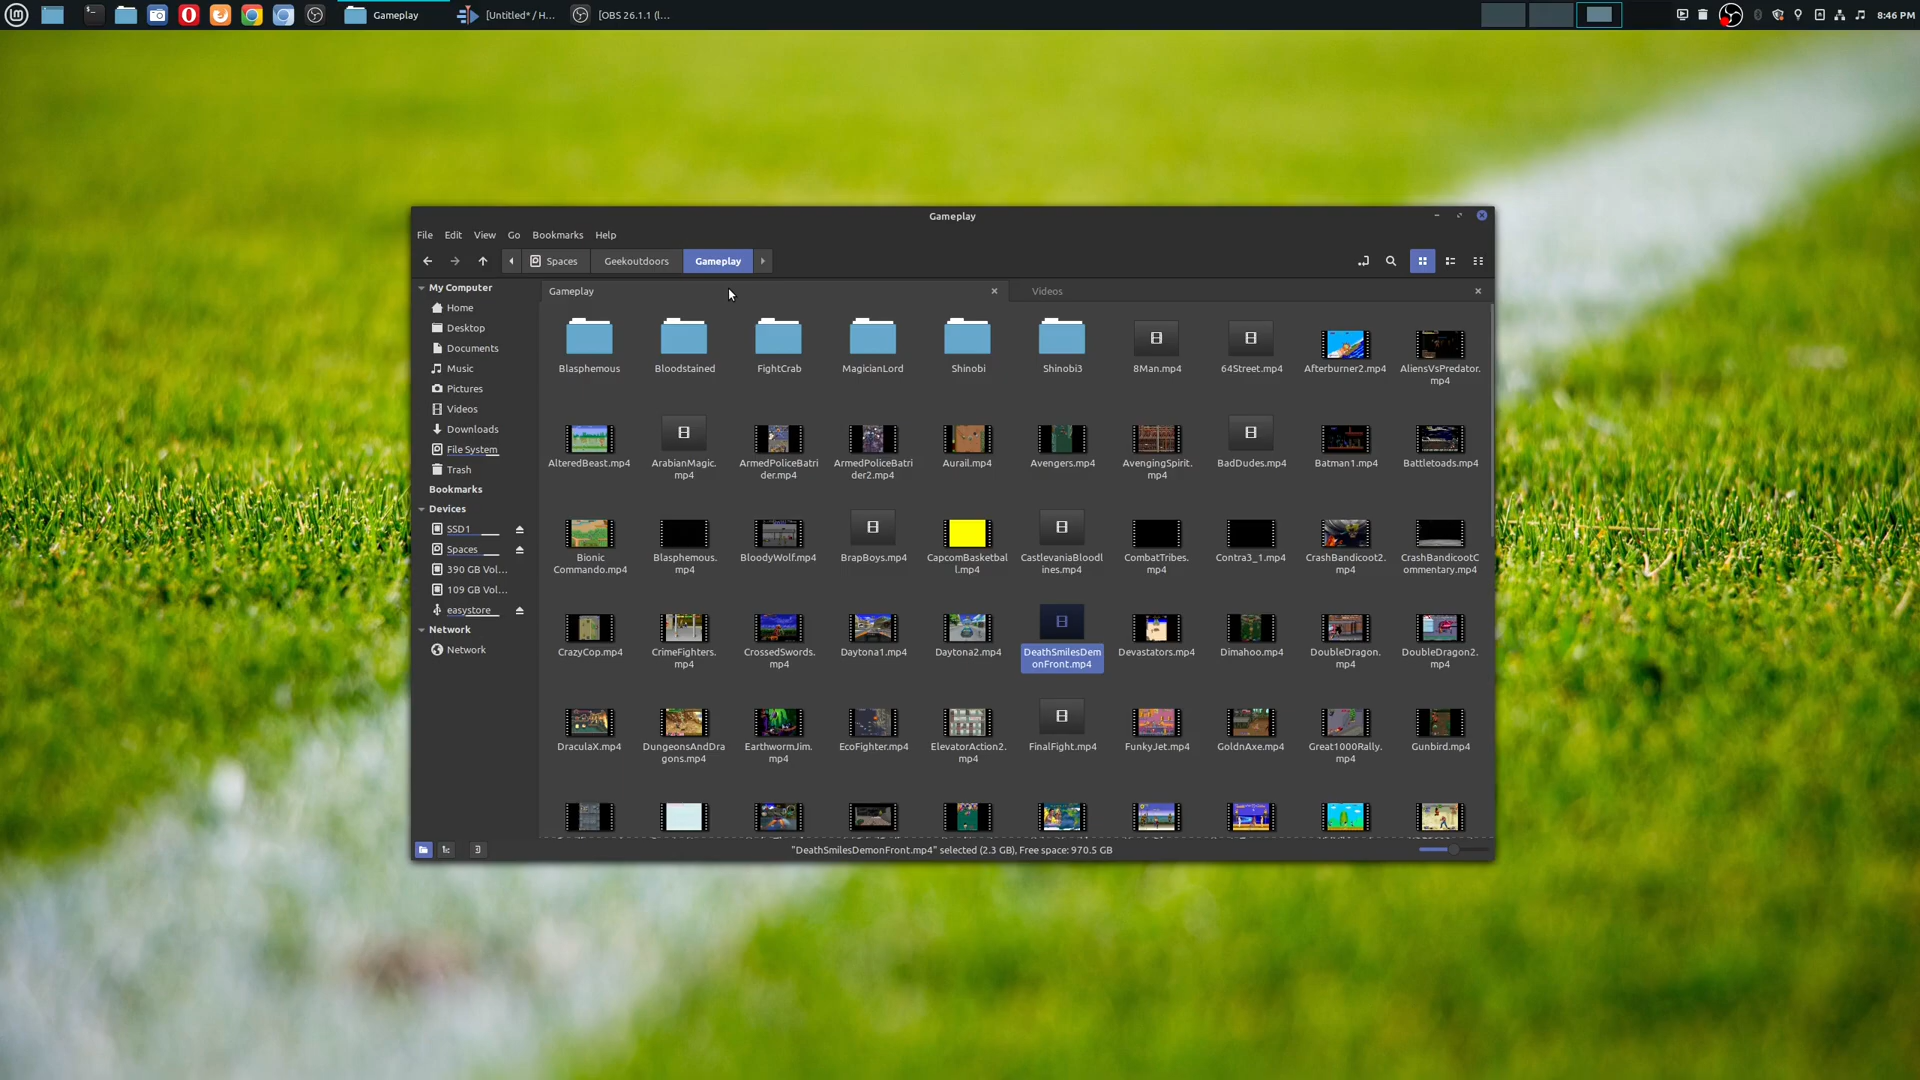 Gameplay
[Untitled* / H...
[OBS 26.1.1 (l...
8:46 PM
Gameplay
File Edit View Go Bookmarks Help
Spaces Geekoutdoors Gameplay
My Computer
Home
Desktop
Documents
Music
Pictures
Videos
Downloads
File System
Trash
Bookmarks
Devices
SSD1
Spaces
390 GB Vol...
109 GB Vol...
easystore
Network
Network
Gameplay
Videos
Blasphemous
Bloodstained
FightCrab
MagicianLord
Shinobi
Shinobi3
8Man.mp4
64Street.mp4
Afterburner2.mp4
AliensVsPredator.
mp4
AlteredBeast.mp4
ArabianMagic.
mp4
ArmedPoliceBatri
der.mp4
ArmedPoliceBatri
der2.mp4
Aurail.mp4
Avengers.mp4
AvengingSpirit.
mp4
BadDudes.mp4
Batman1.mp4
Battletoads.mp4
Bionic
Commando.mp4
Blasphemous.
mp4
BloodyWolf.mp4
BrapBoys.mp4
CapcomBasketbal
l.mp4
CastlevaniaBloodl
ines.mp4
CombatTribes.
mp4
Contra3_1.mp4
CrashBandicoot2.
mp4
CrashBandicootC
ommentary.mp4
CrazyCop.mp4
CrimeFighters.
mp4
CrossedSwords.
mp4
Daytona1.mp4
Daytona2.mp4
DeathSmilesDem
onFront.mp4
Devastators.mp4
Dimahoo.mp4
DoubleDragon.
mp4
DoubleDragon2.
mp4
DraculaX.mp4
DungeonsAndDra
gons.mp4
EarthwormJim.
mp4
EcoFighter.mp4
ElevatorAction2.
mp4
FinalFight.mp4
FunkyJet.mp4
GoldnAxe.mp4
Great1000Rally.
mp4
Gunbird.mp4
"DeathSmilesDemonFront.mp4" selected (2.3 GB), Free space: 970.5 GB